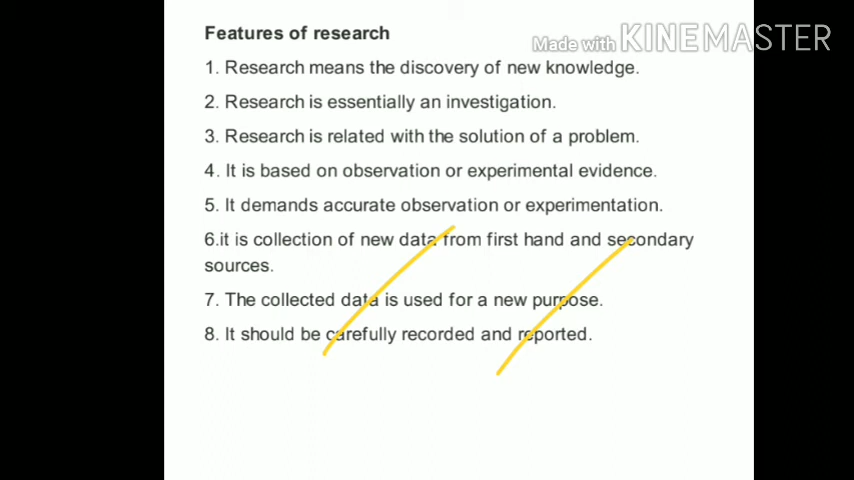 Features of research
Made with KINEMASTER
1. Research means the discovery of new knowledge.
2. Research is essentially an investigation.
3. Research is related with the solution of a problem.
4. It is based on observation or experimental evidence.
5. It demands accurate observation or experimentation.
6.it is collection of new data from first hand and secondary
sources.
7. The collected data is used for a new purpose.
8. It should be carefully recorded and reported.